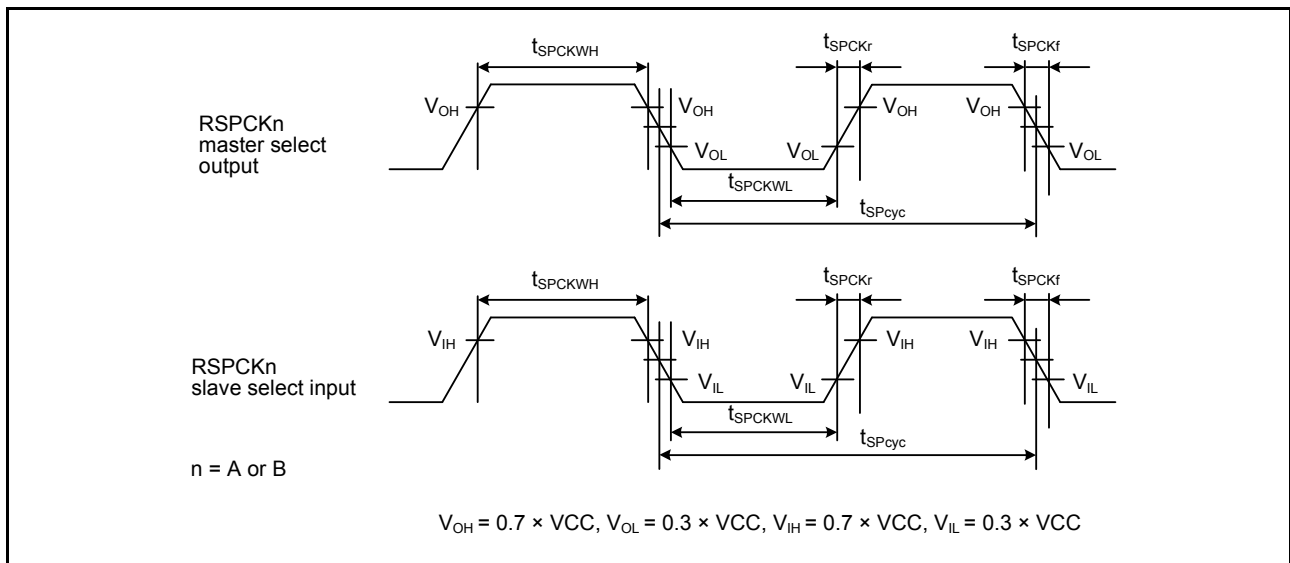 tSPCKWH
tSPCKr
tSPCKf
VOH
VOH
VOH
VOH
RSPCKn
master select
output
VOL
VOL
VOL
tSPCKWL
tSPcyc
tSPCKWH
tSPCKr
tSPCKf
VIH
VIH
VIH
VIH
RSPCKn
slave select input
VIL
VIL
VIL
tSPCKWL
tSPcyc
n = A or B
VOH = 0.7 × VCC, VOL = 0.3 × VCC, VIH = 0.7 × VCC, VIL = 0.3 × VCC